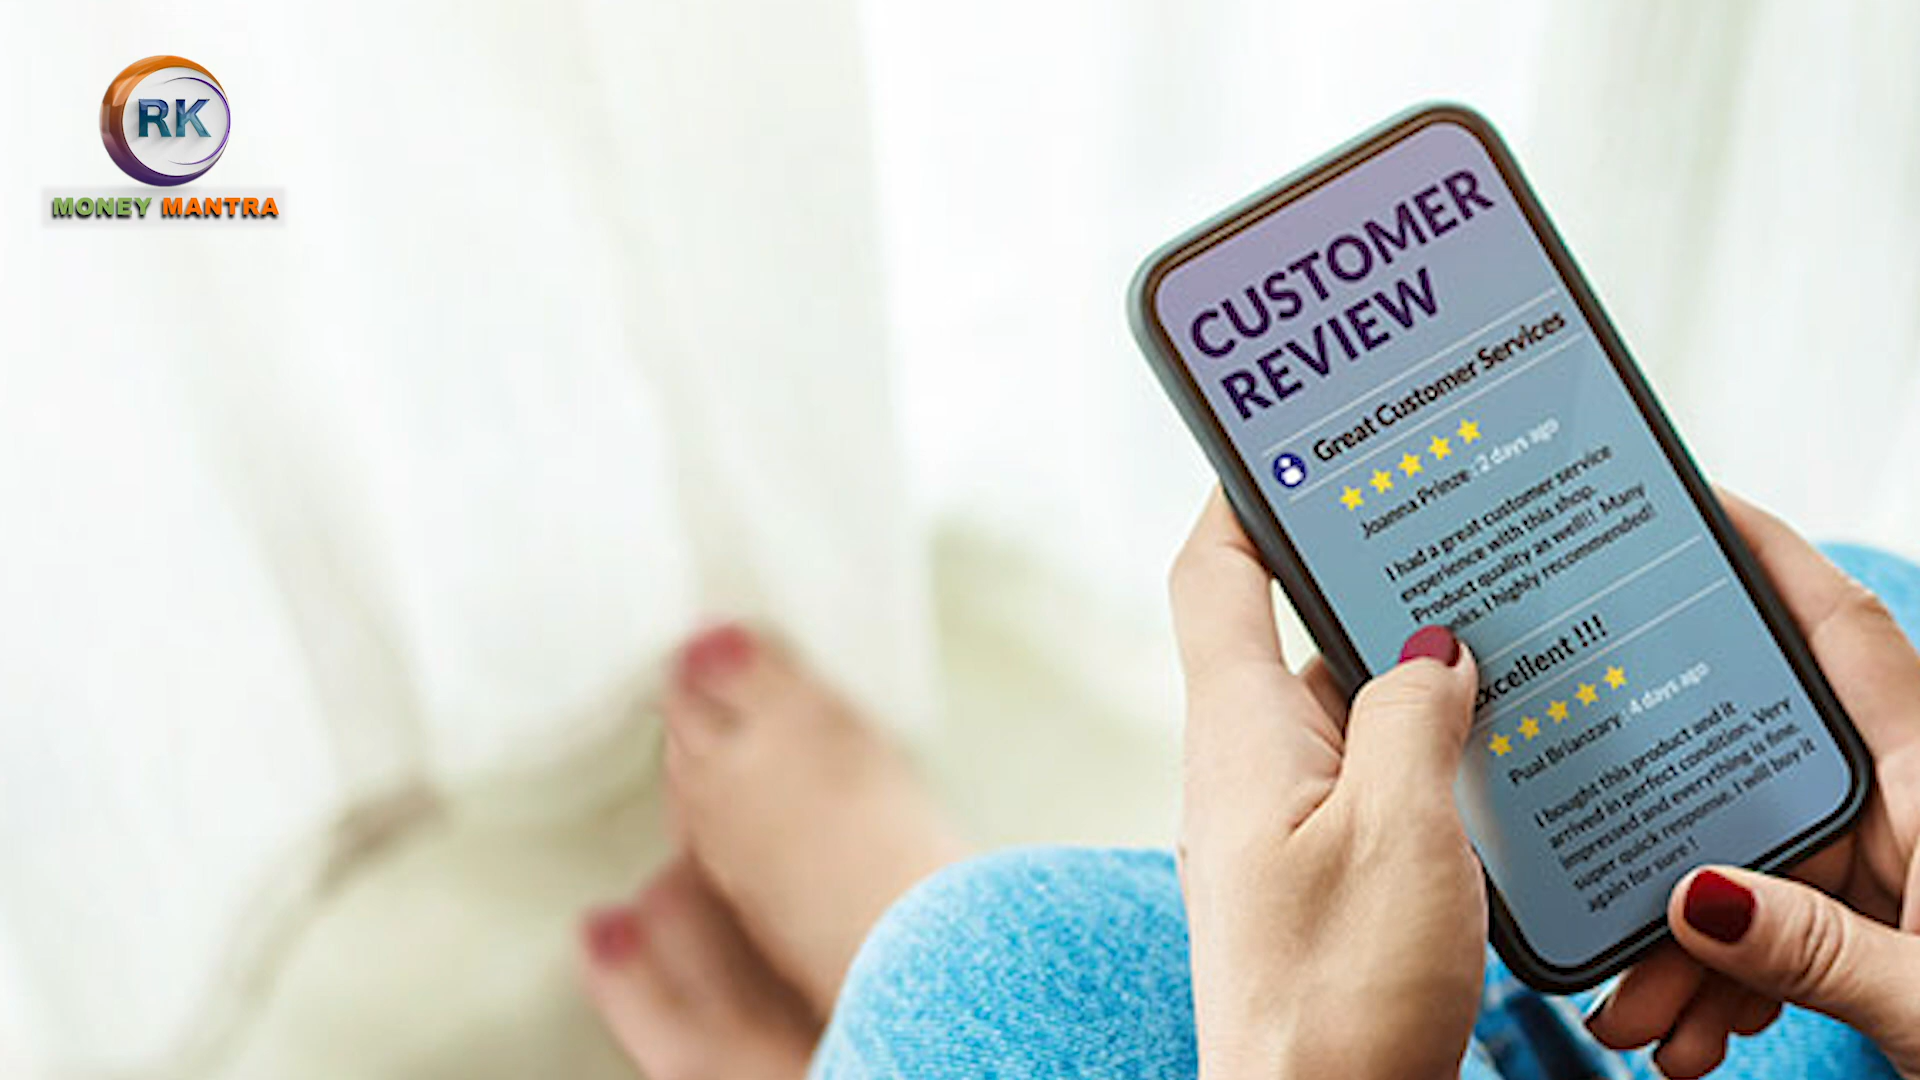 RK
MONEY MANTRA
CUSTOMER
REVIEW
Great Customer Services
Joanna Prinze : 2 days ago
I had a great customer service
experience with this shop.
Product quality as well!! Many
I highly recommended!
xcellent !!!
Pual Brianzary : 4 days ago
I bought this product and it
arrived in perfect condition. Very
impressed and everything is fine,
super quick response. I will buy it
again for sure !